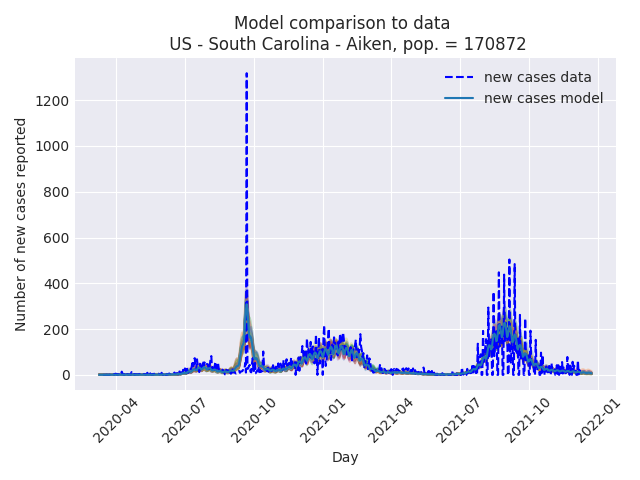 Model comparison to data
US - South Carolina - Aiken, pop. = 170872
new cases data
new cases model
Number of new cases reported
1200
1000
800
600
400
200
0
2020-04
2020-07
2020-10
2021-01
2021-04
2021-07
2021-10
2022-01
Day